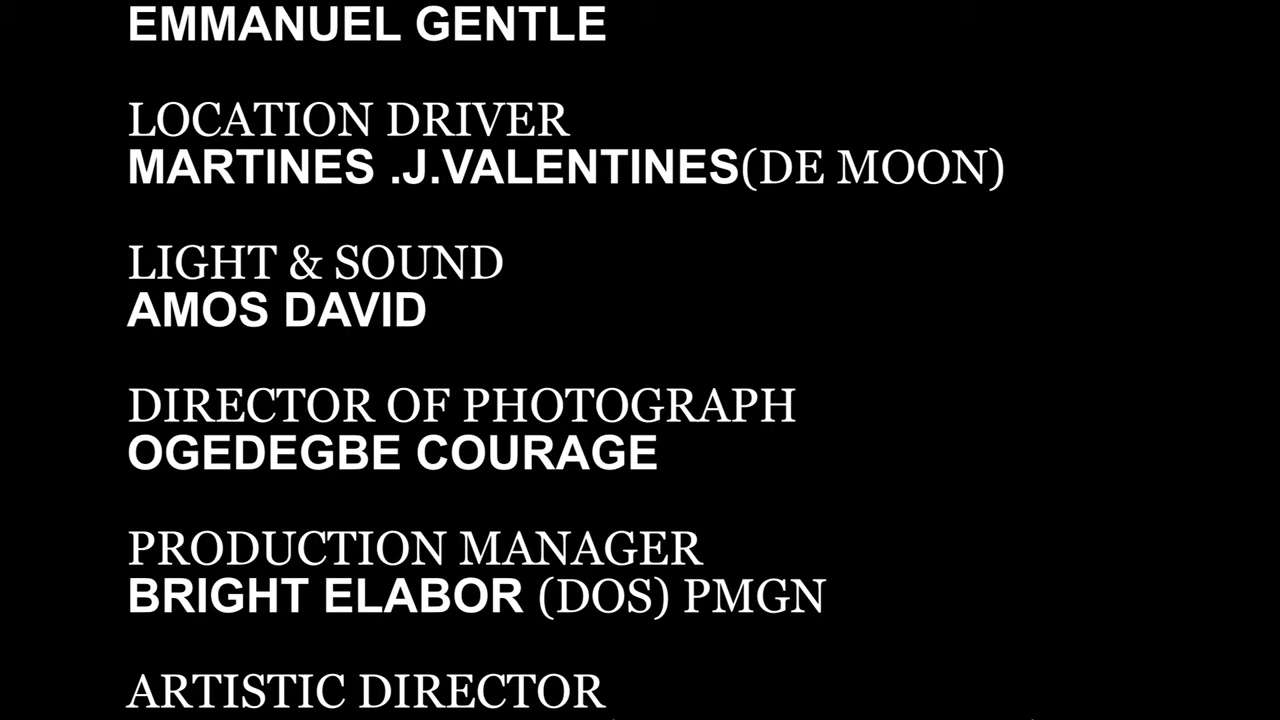 EMMANUEL GENTLE
LOCATION DRIVER
MARTINES .J.VALENTINES(DE MOON)
LIGHT & SOUND
AMOS DAVID
DIRECTOR OF PHOTOGRAPH
OGEDEGBE COURAGE
PRODUCTION MANAGER
BRIGHT ELABOR (DOS) PMGN
ARTISTIC DIRECTOR